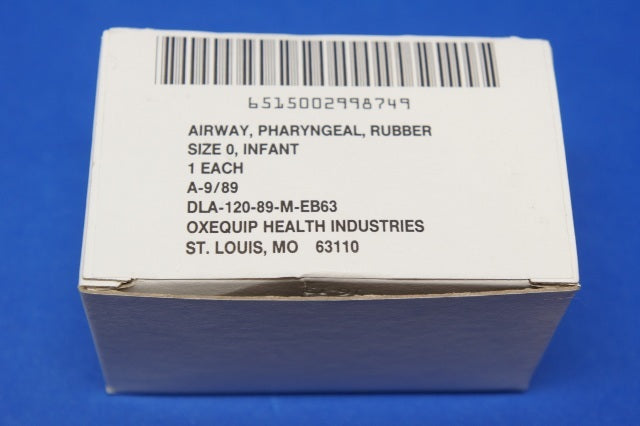 6515002998749
AIRWAY, PHARYNGEAL, RUBBER
SIZE 0, INFANT
1 EACH
A-9/89
DLA-120-89-M-EB63
OXEQUIP HEALTH INDUSTRIES
ST. LOUIS, MO 63110